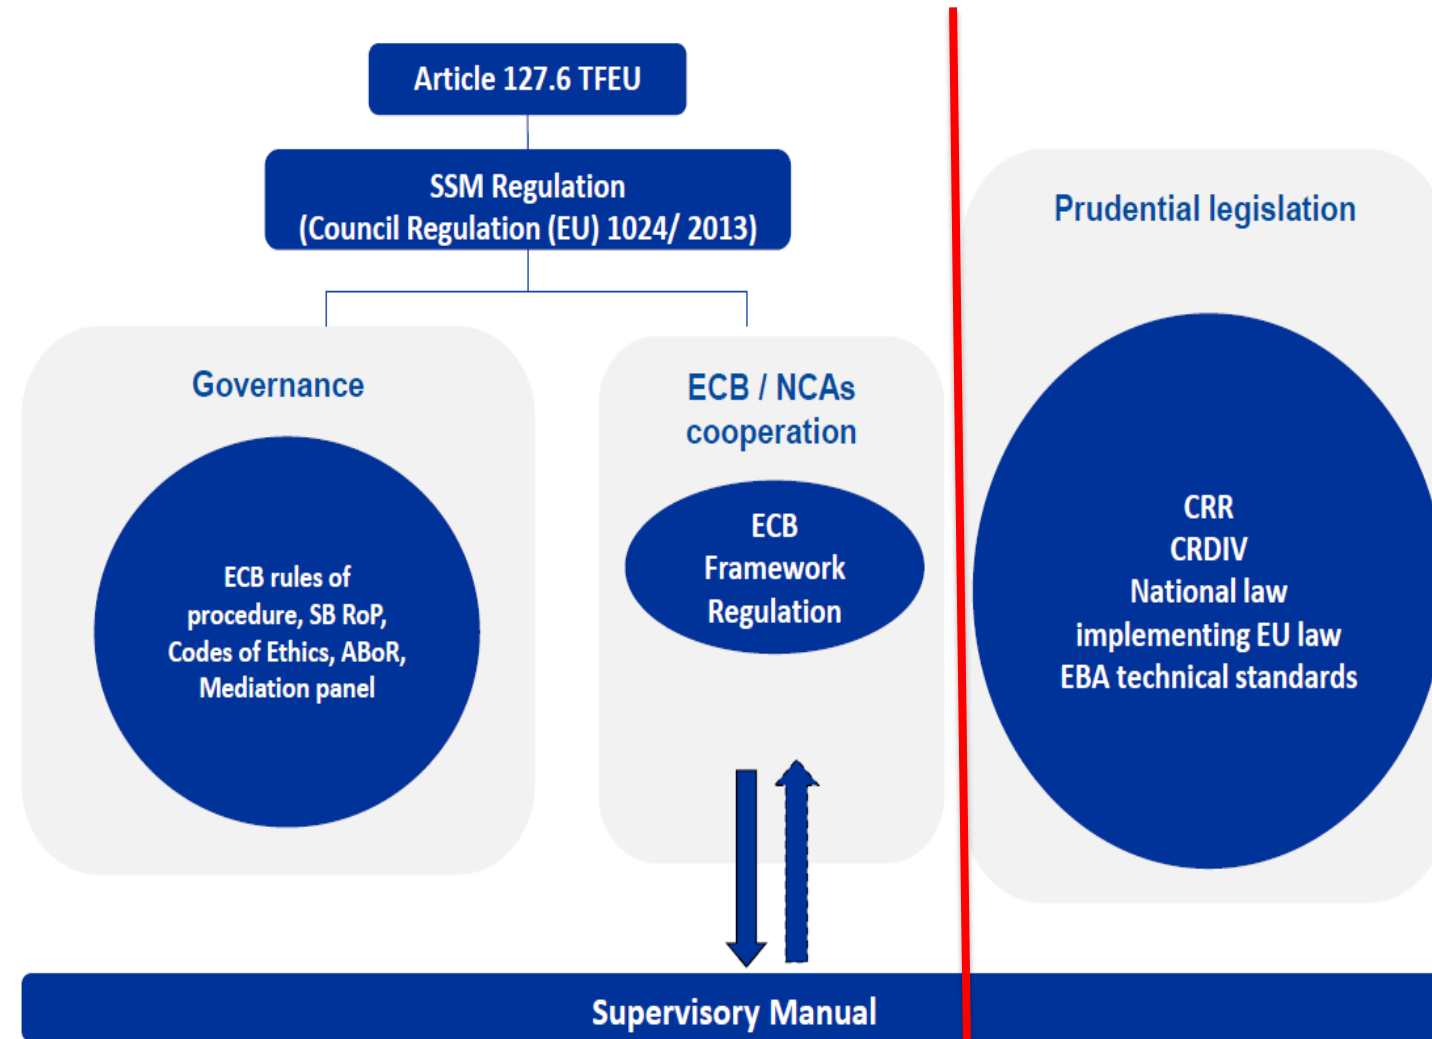 Article 127.6 TFEU
SSM Regulation
(Council Regulation (EU) 1024/ 2013)
Governance
ECB rules of
procedure, SB RoP,
Codes of Ethics, ABoR,
Mediation panel
ECB / NCAs
cooperation
ECB
Framework
Regulation
Prudential legislation
CRR
CRDIV
National law
implementing EU law
EBA technical standards
Supervisory Manual